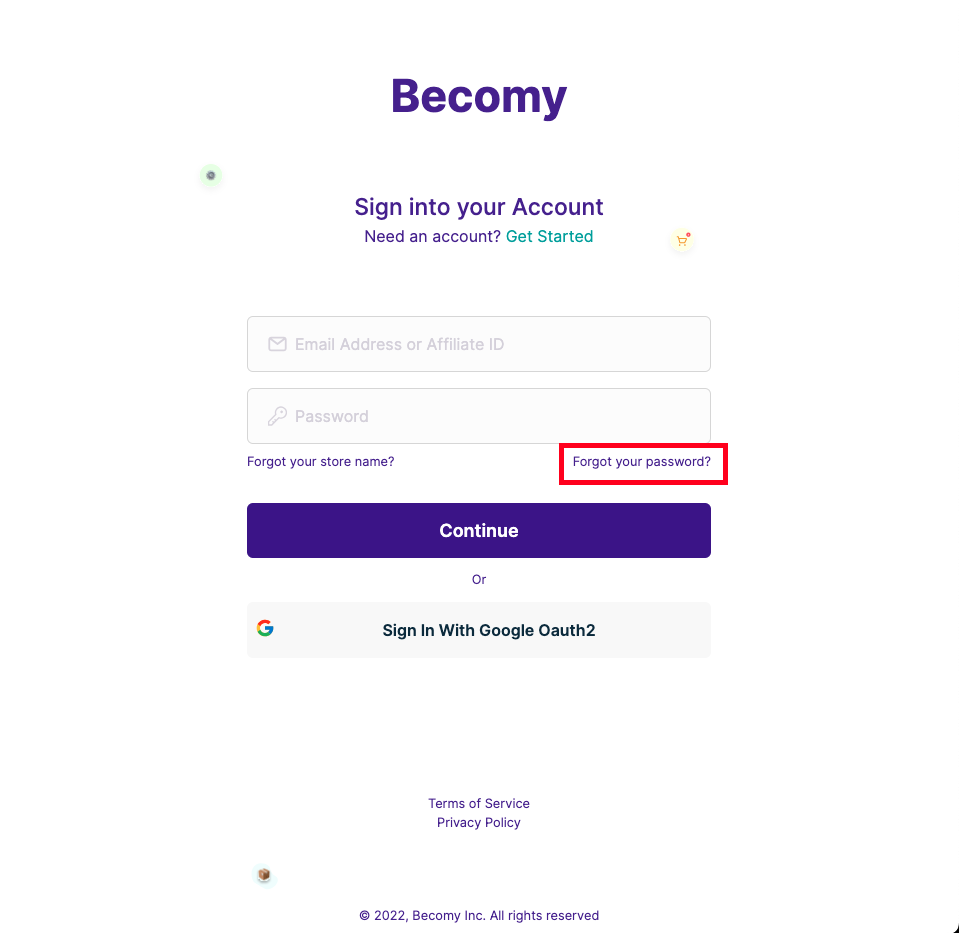 Becomy
Sign into your Account
Need an account? Get Started
Email Address or Affiliate ID
Password
Forgot your store name? Forgot your password?
Continue
Or
Sign In With Google Oauth2
Terms of Service
Privacy Policy
© 2022, Becomy Inc. All rights reserved